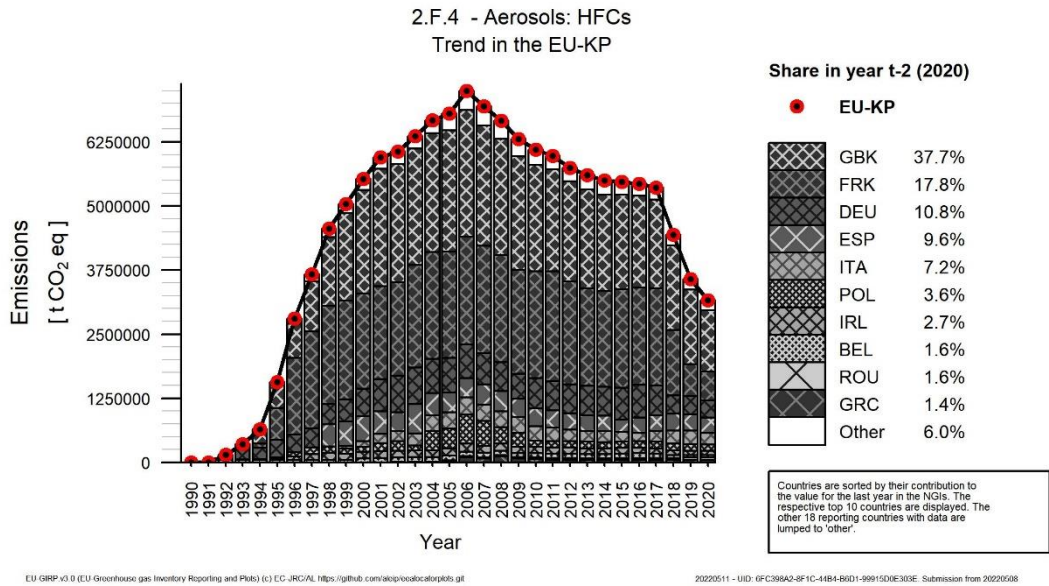 2.F.4 - Aerosols: HFCs
Trend in the EU-KP
Emissions
[ t CO2 eq ]
6250000
5000000
3750000
2500000
1250000
0
1990
1991
1992
1993
1994
1995
1996
1997
1998
1999
2000
2001
2002
2003
2004
2005
2006
2007
2008
2009
2010
2011
2012
2013
2014
2015
2016
2017
2018
2019
2020
Year
Share in year t-2 (2020)
EU-KP
GBK 37.7%
FRK 17.8%
DEU 10.8%
ESP 9.6%
ITA 7.2%
POL 3.6%
IRL 2.7%
BEL 1.6%
ROU 1.6%
GRC 1.4%
Other 6.0%
Countries are sorted by their contribution to
the value for the last year in the NGIs. The
respective top 10 countries are displayed. The
other 18 reporting countries with data are
lumped to 'other'.
EU-GIRP.v3.0 (EU-Greenhouse gas Inventory Reporting and Plots) (c) EC-JRC/AL https://github.com/aleip/eealocatorplots.git
20220511 - UID: 6FC398A2-8F1C-44B4-B6D1-99915D0E303E. Submission from 20220508